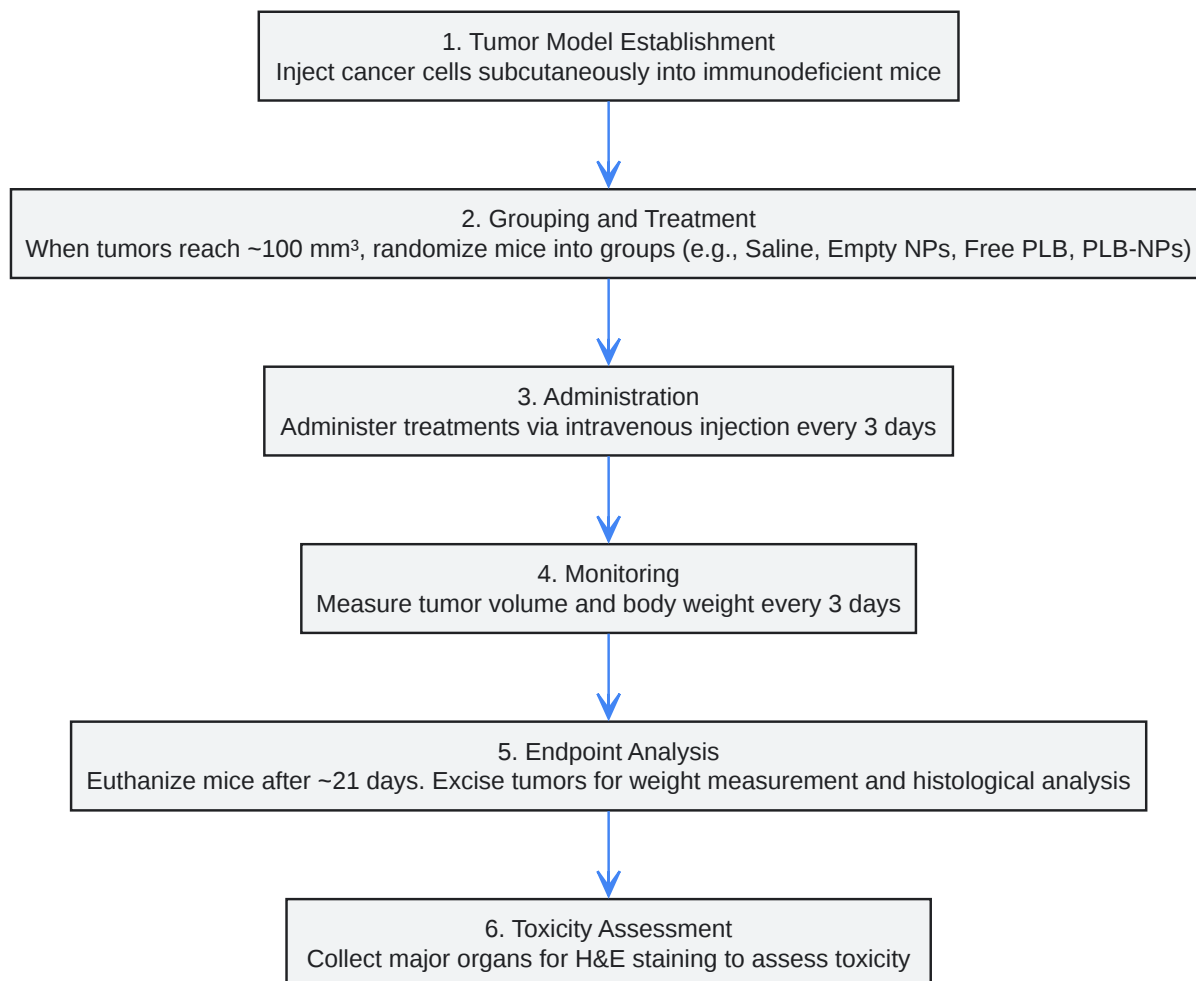 1. Tumor Model Establishment
Inject cancer cells subcutaneously into immunodeficient mice
2. Grouping and Treatment
When tumors reach ~100 mm³, randomize mice into groups (e.g., Saline, Empty NPs, Free PLB, PLB-NPs)
3. Administration
Administer treatments via intravenous injection every 3 days
4. Monitoring
Measure tumor volume and body weight every 3 days
5. Endpoint Analysis
Euthanize mice after ~21 days. Excise tumors for weight measurement and histological analysis
6. Toxicity Assessment
Collect major organs for H&E staining to assess toxicity